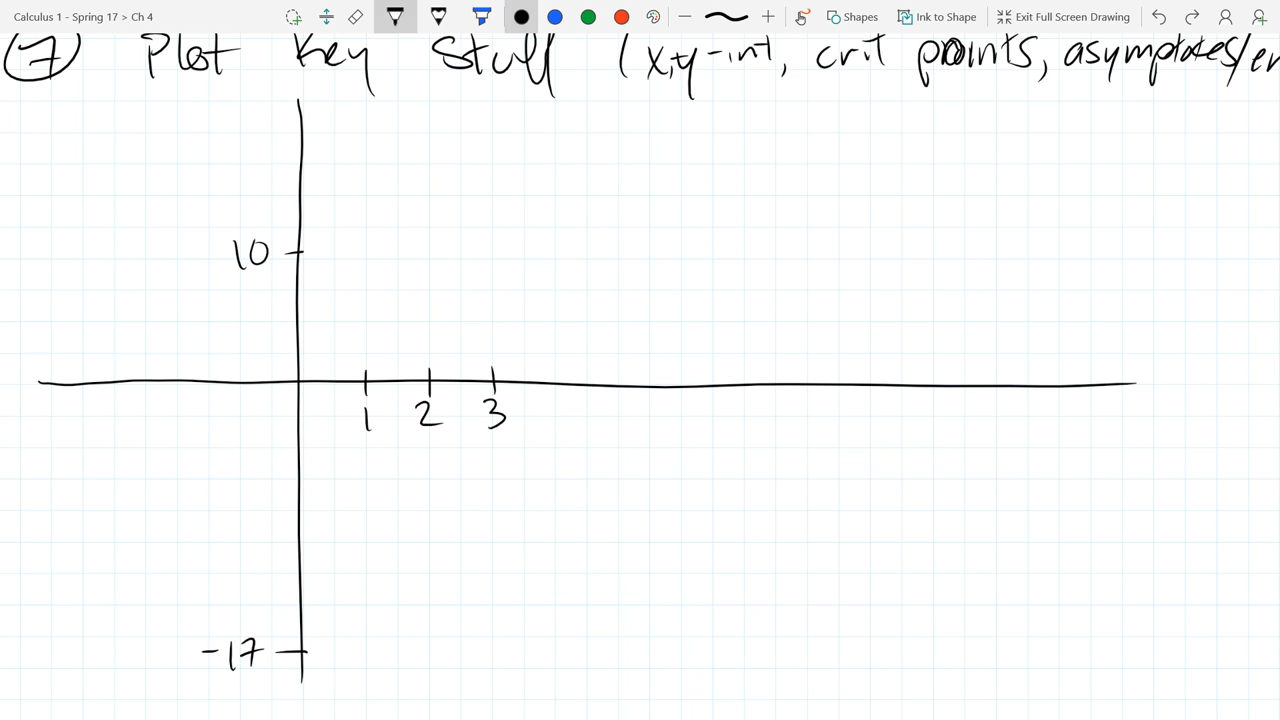 Calculus 1 - Spring 17 > Ch 4
Shapes
Ink to Shape
Exit Full Screen Drawing
(7) Plot Key Stuff (x,y-int, crit points, asymptotes/en
10
1 2 3
-17